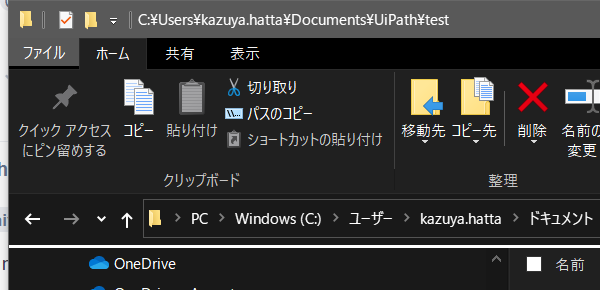 C:¥Users¥kazuya.hatta¥Documents¥UiPath¥test
ファイル ホーム 共有 表示
クイック アクセス
にピン留めする
コピー
貼り付け
切り取り
パスのコピー
ショートカットの貼り付け
クリップボード
移動先
コピー先
削除
名前の
変更
整理
PC > Windows (C:) > ユーザー > kazuya.hatta > ドキュメント
OneDrive
名前